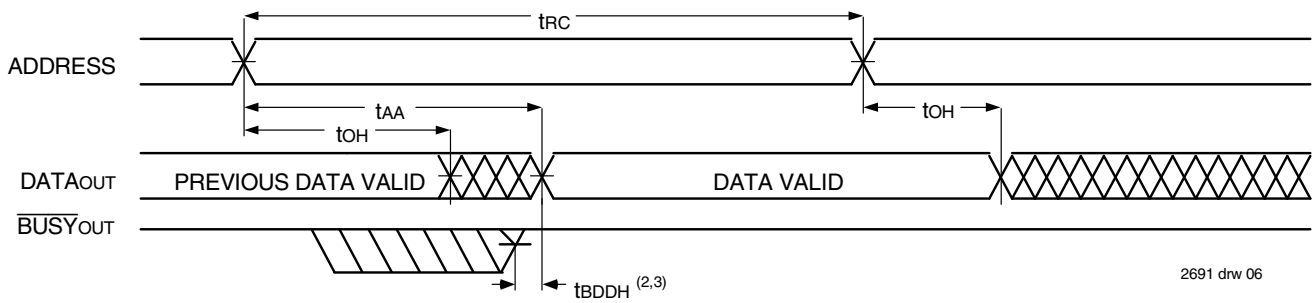 tRC
ADDRESS
tAA
tOH
tOH
DATAOUT
PREVIOUS DATA VALID
DATA VALID
BUSYOUT
tBDDH (2,3)
2691 drw 06